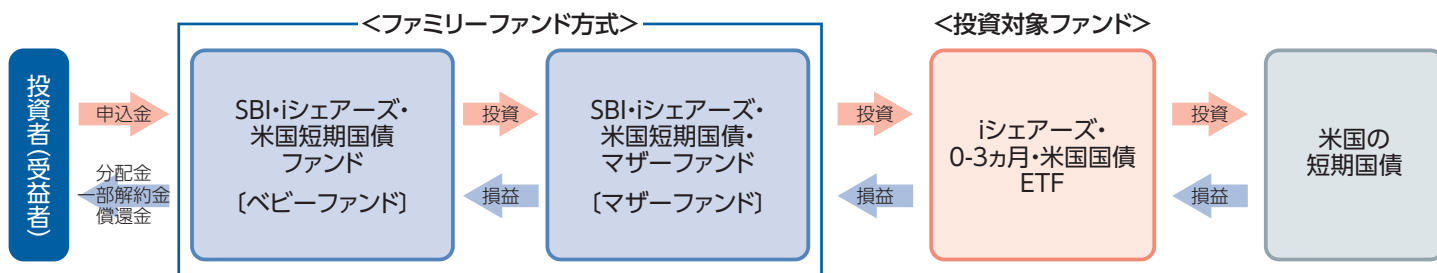 <ファミリーファンド方式>
<投資対象ファンド>
投資者(受益者)
申込金
分配金
一部解約金
償還金
SBI・iシェアーズ・
米国短期国債
ファンド
〔ベビーファンド〕
投資
損益
SBI・iシェアーズ・
米国短期国債・
マザーファンド
〔マザーファンド〕
投資
損益
iシェアーズ・
0-3ヵ月・米国国債
ETF
投資
損益
米国の
短期国債